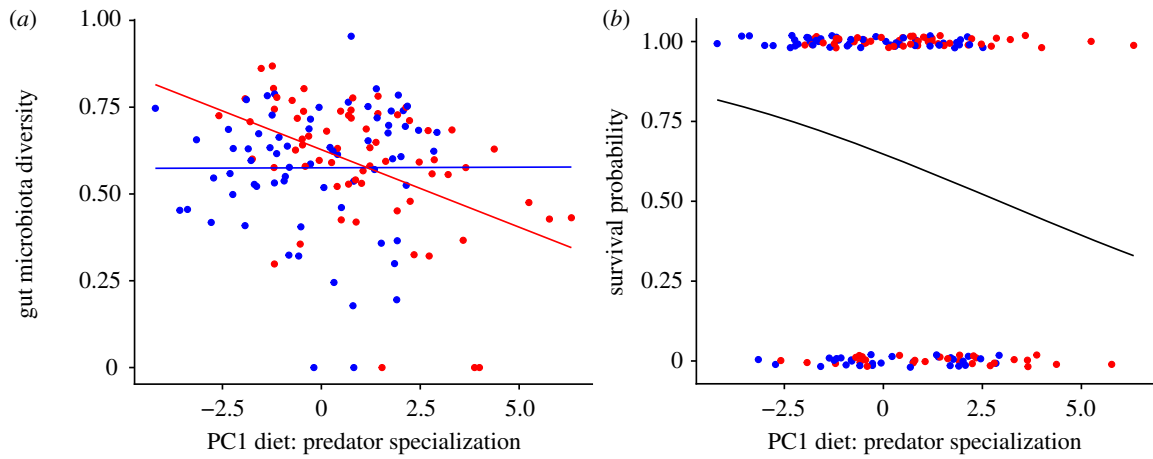 (a)
gut microbiota diversity
1.00
0.75
0.50
0.25
0
−2.5 0 2.5 5.0
PC1 diet: predator specialization
(b)
survival probability
1.00
0.75
0.50
0.25
0
−2.5 0 2.5 5.0
PC1 diet: predator specialization